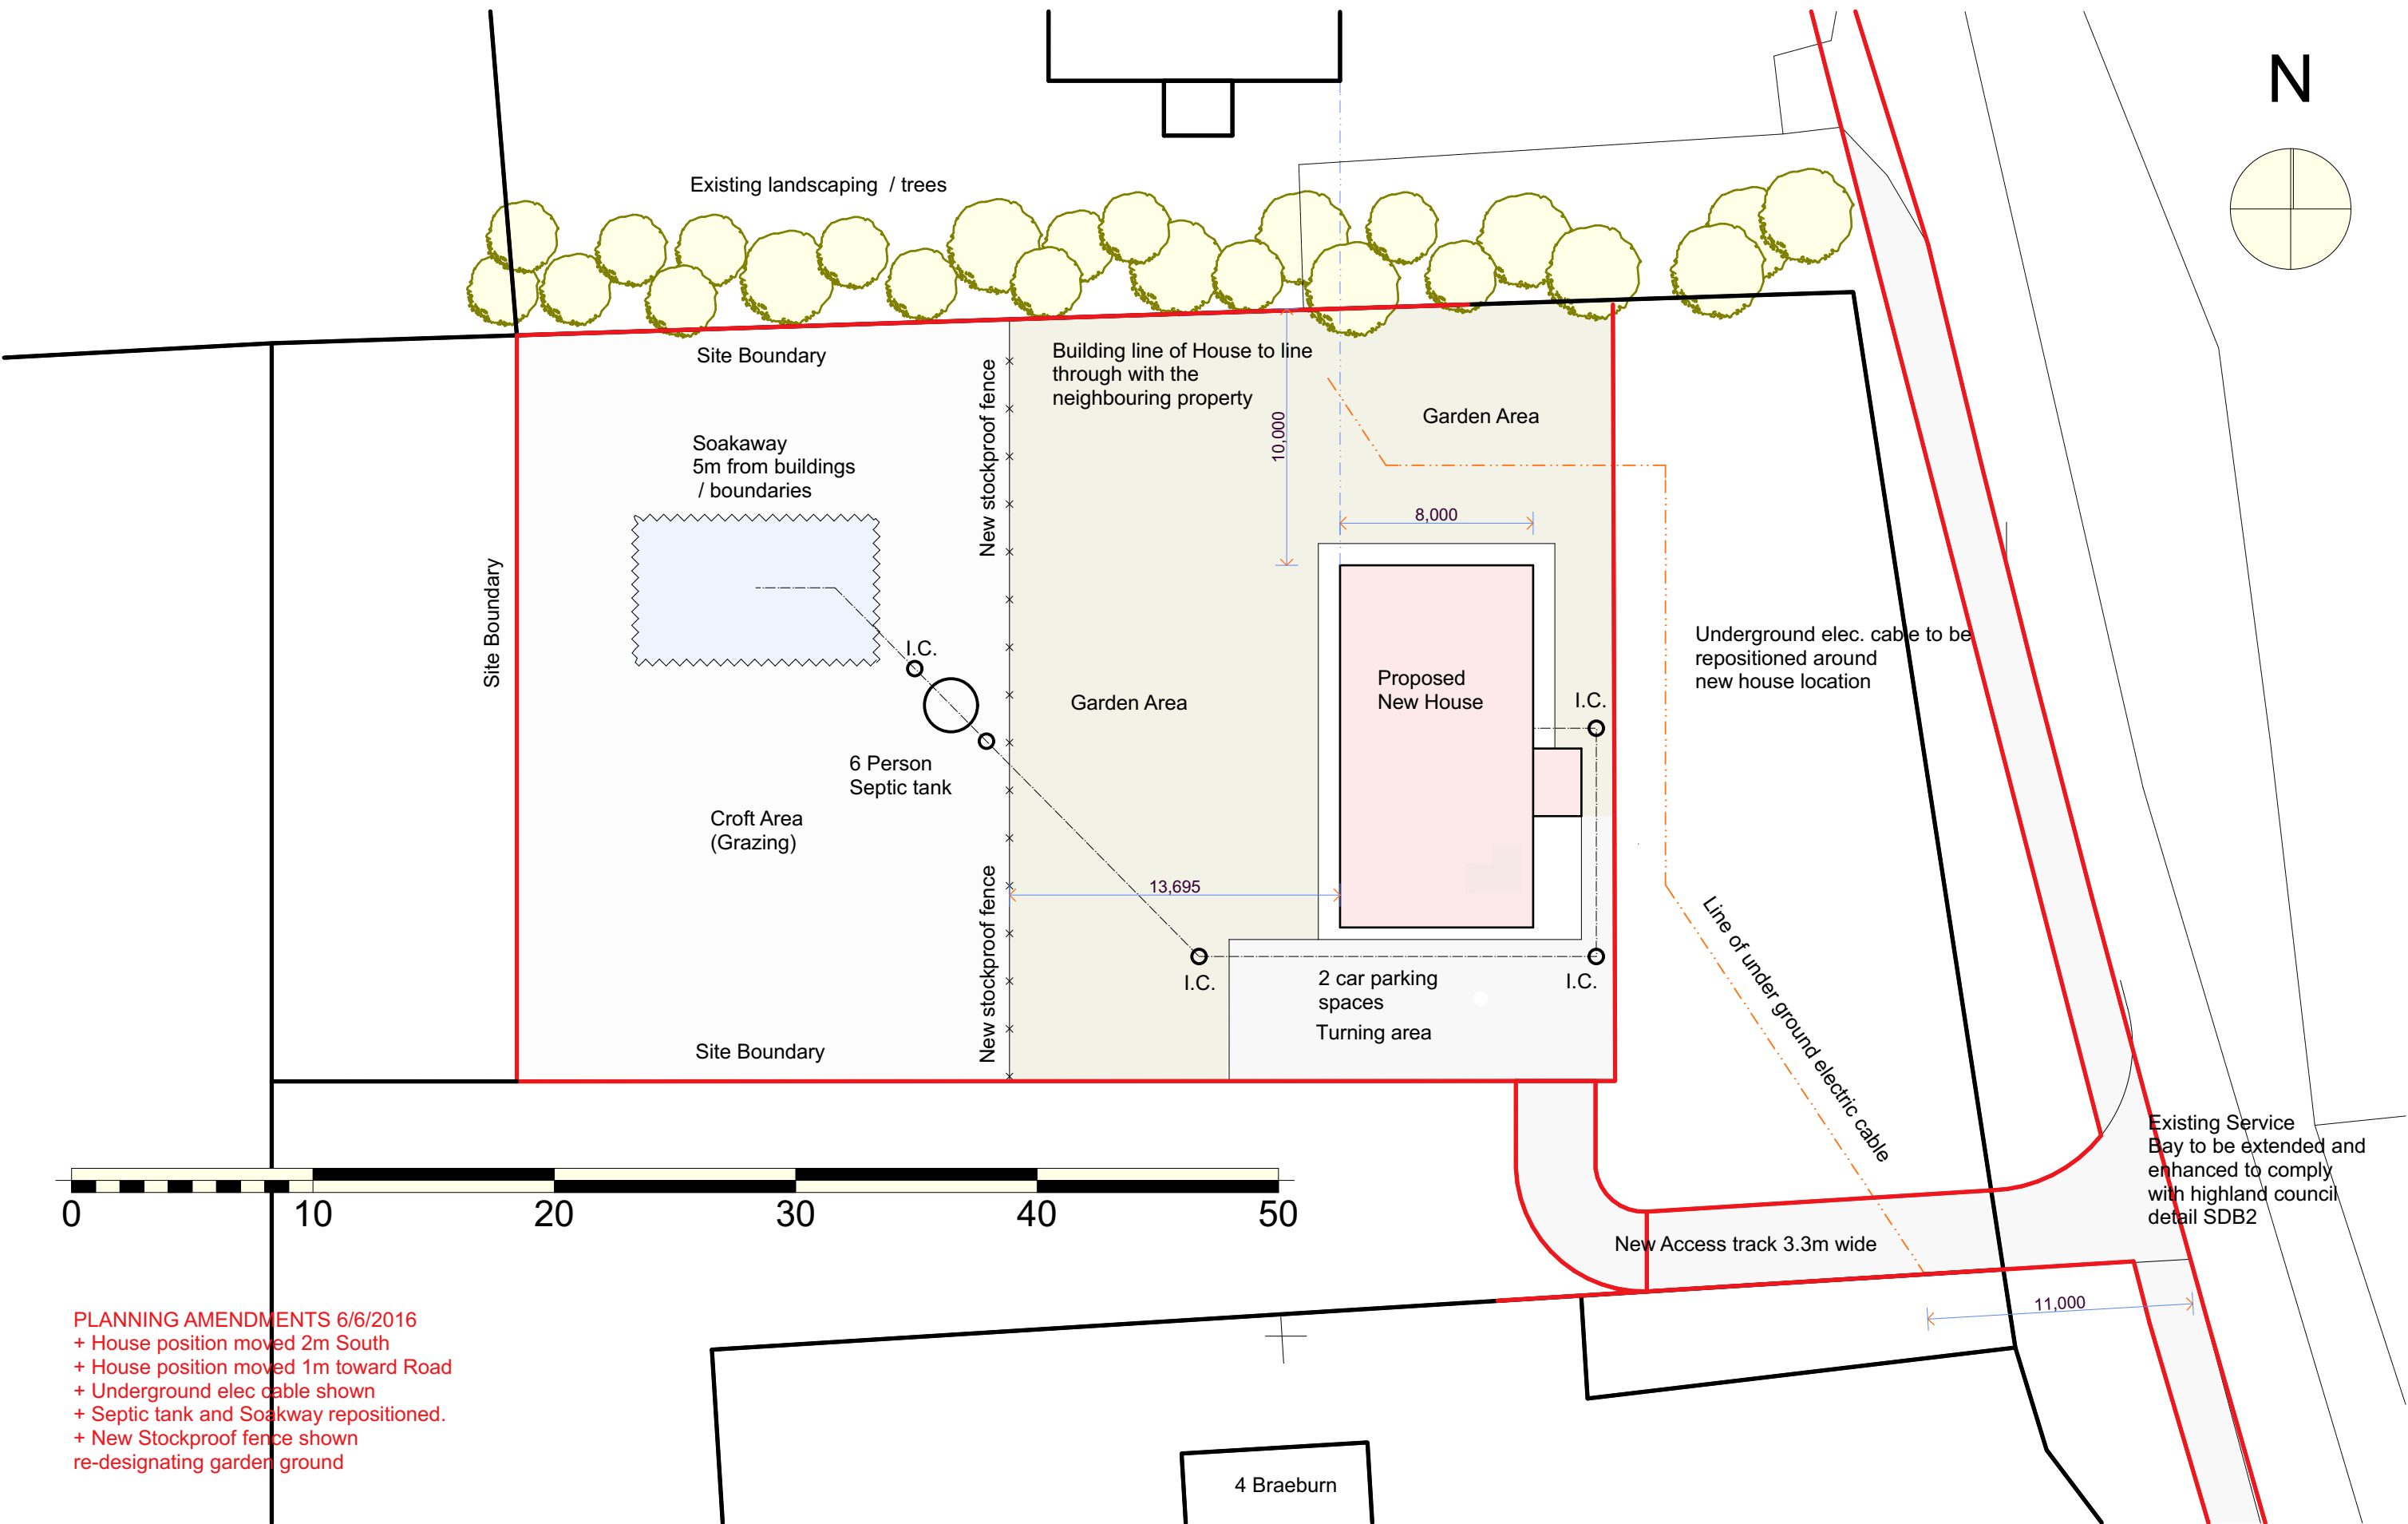 N
Existing landscaping / trees
Site Boundary
Building line of House to line
through with the
neighbouring property
New stockproof fence
10,000
Garden Area
Soakaway
5m from buildings
/ boundaries
8,000
Site Boundary
I.C.
Underground elec. cable to be
repositioned around
new house location
Proposed
New House
Garden Area
I.C.
6 Person
Septic tank
Croft Area
(Grazing)
13,695
New stockproof fence
Line of under ground electric cable
I.C.
I.C.
2 car parking
spaces
Turning area
Site Boundary
Existing Service
Bay to be extended and
enhanced to comply
with highland council
detail SDB2
0 10 20 30 40 50
New Access track 3.3m wide
11,000
PLANNING AMENDMENTS 6/6/2016
+ House position moved 2m South
+ House position moved 1m toward Road
+ Underground elec cable shown
+ Septic tank and Soakway repositioned.
+ New Stockproof fence shown
re-designating garden ground
4 Braeburn